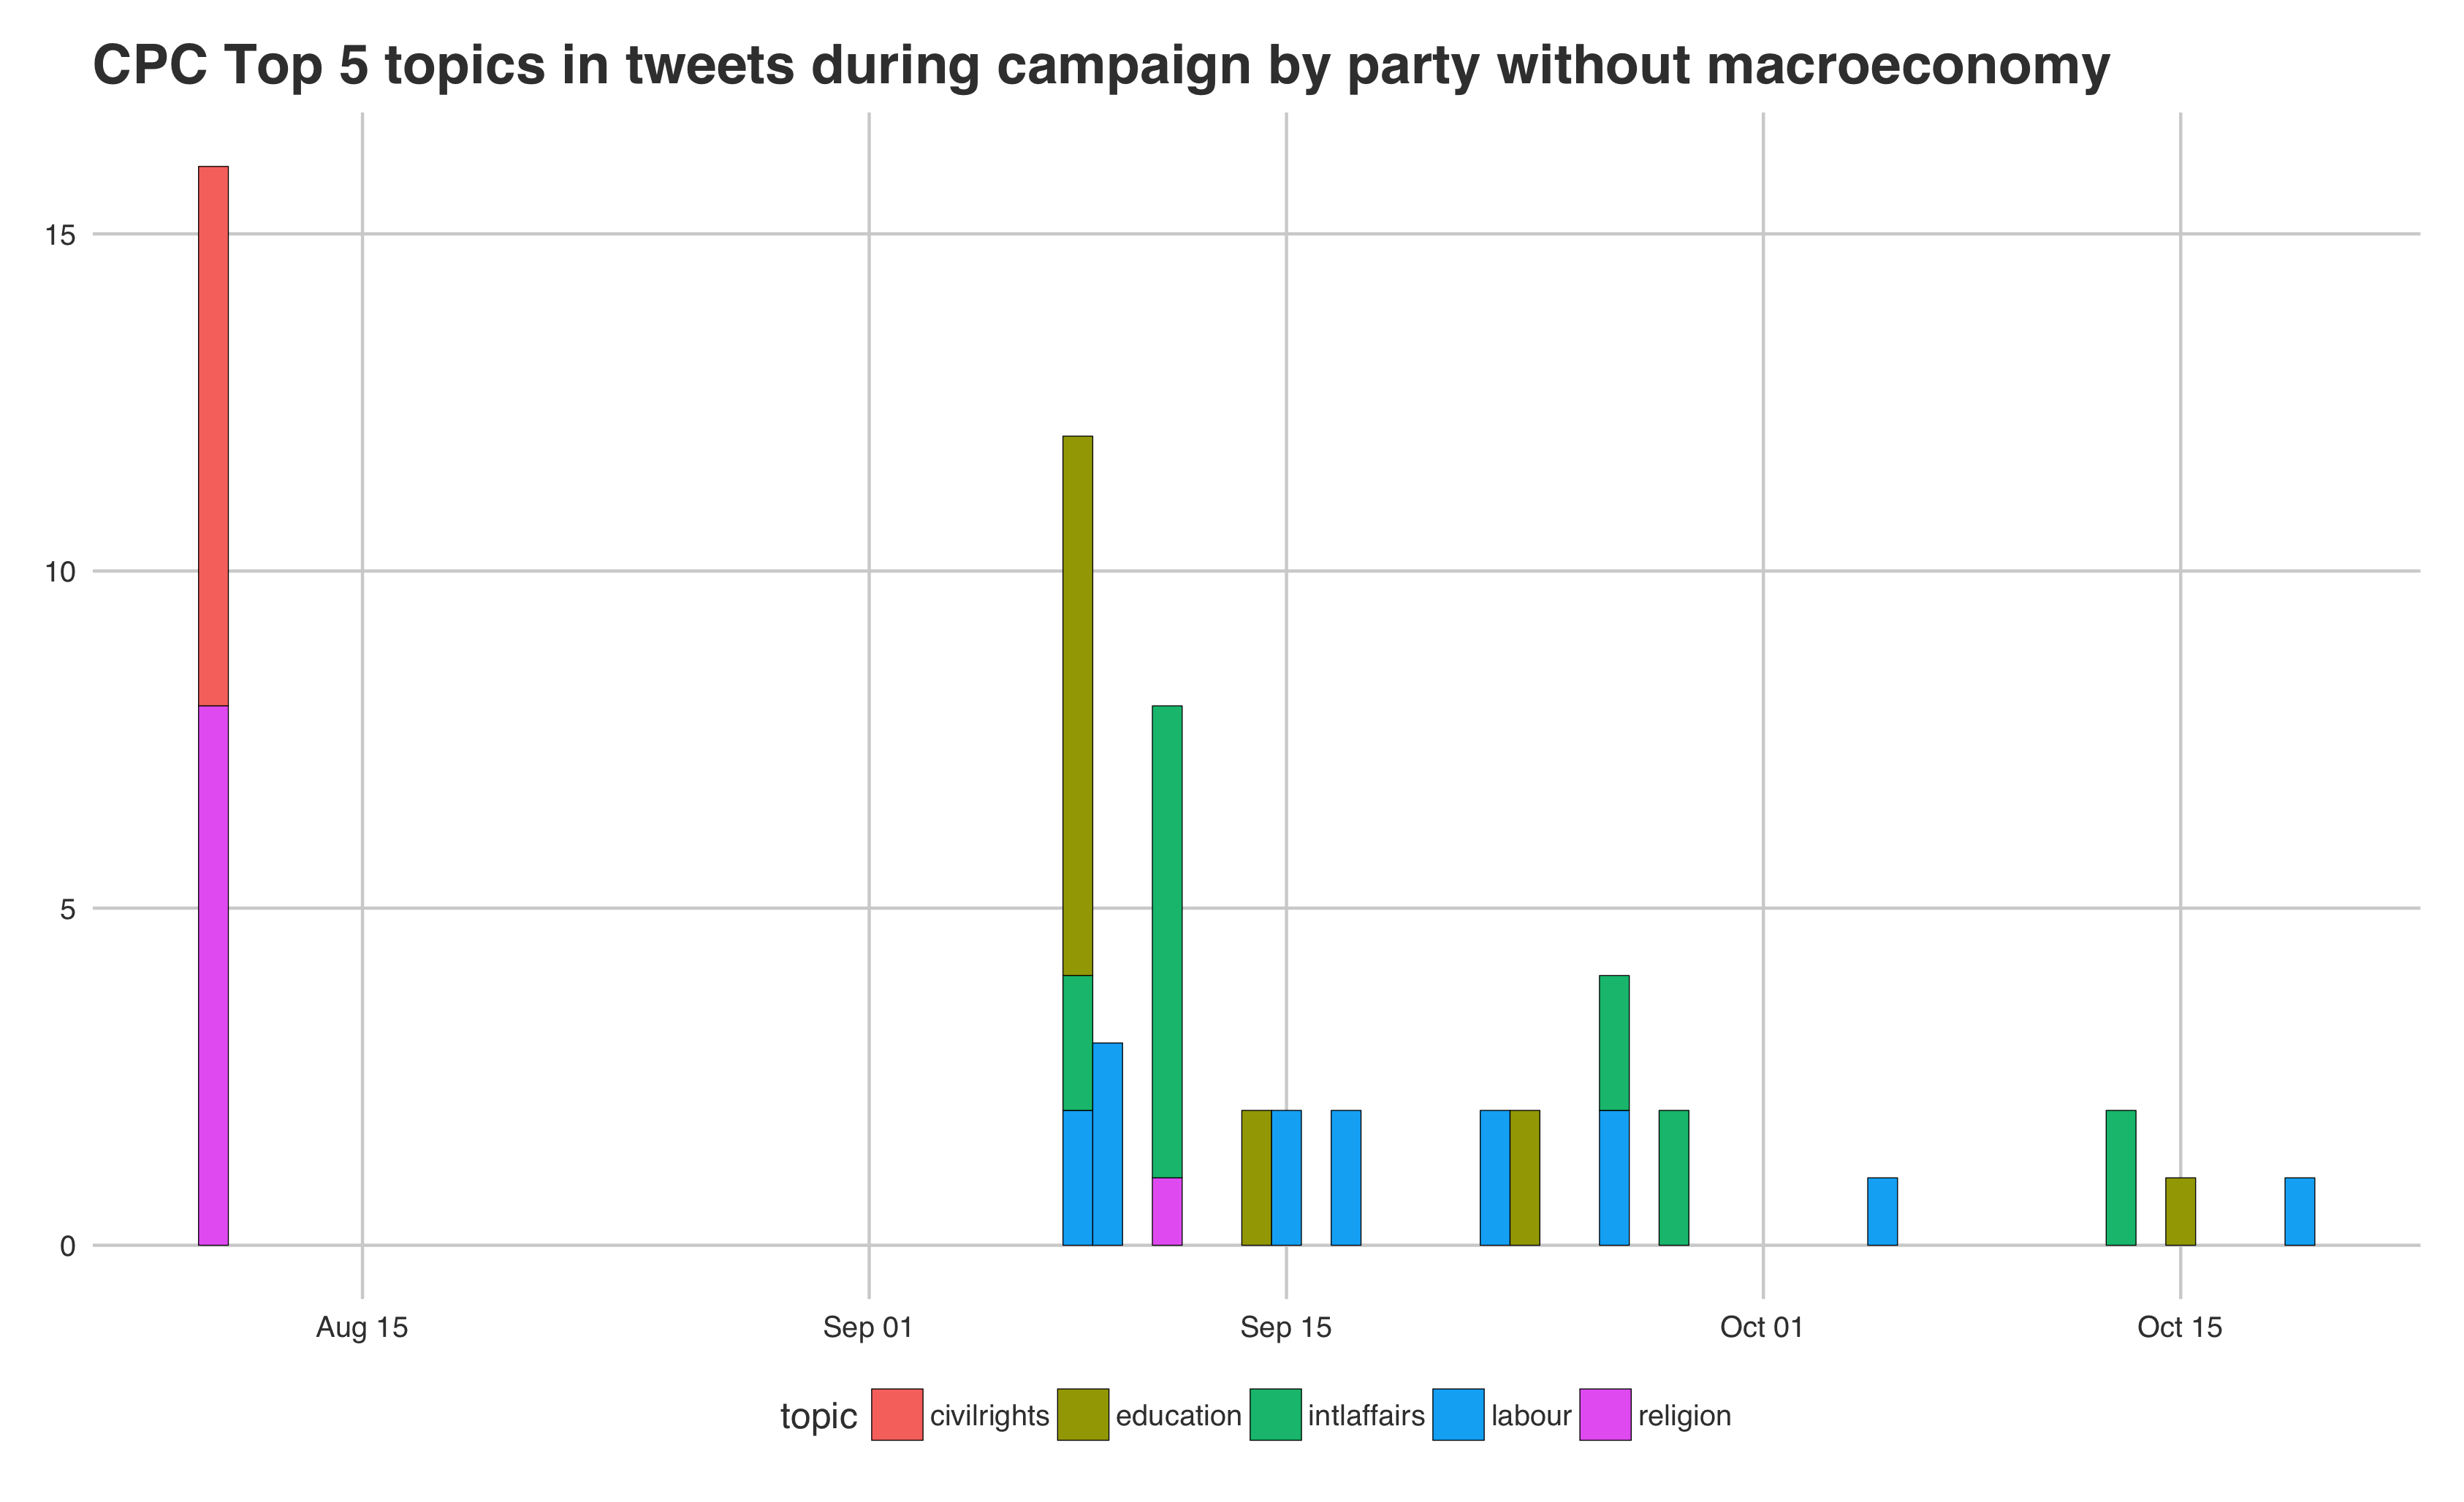 CPC Top 5 topics in tweets during campaign by party without macroeconomy
15
10
5
0
Aug 15 Sep 01 Sep 15 Oct 01 Oct 15
topic civilrights education intlaffairs labour religion